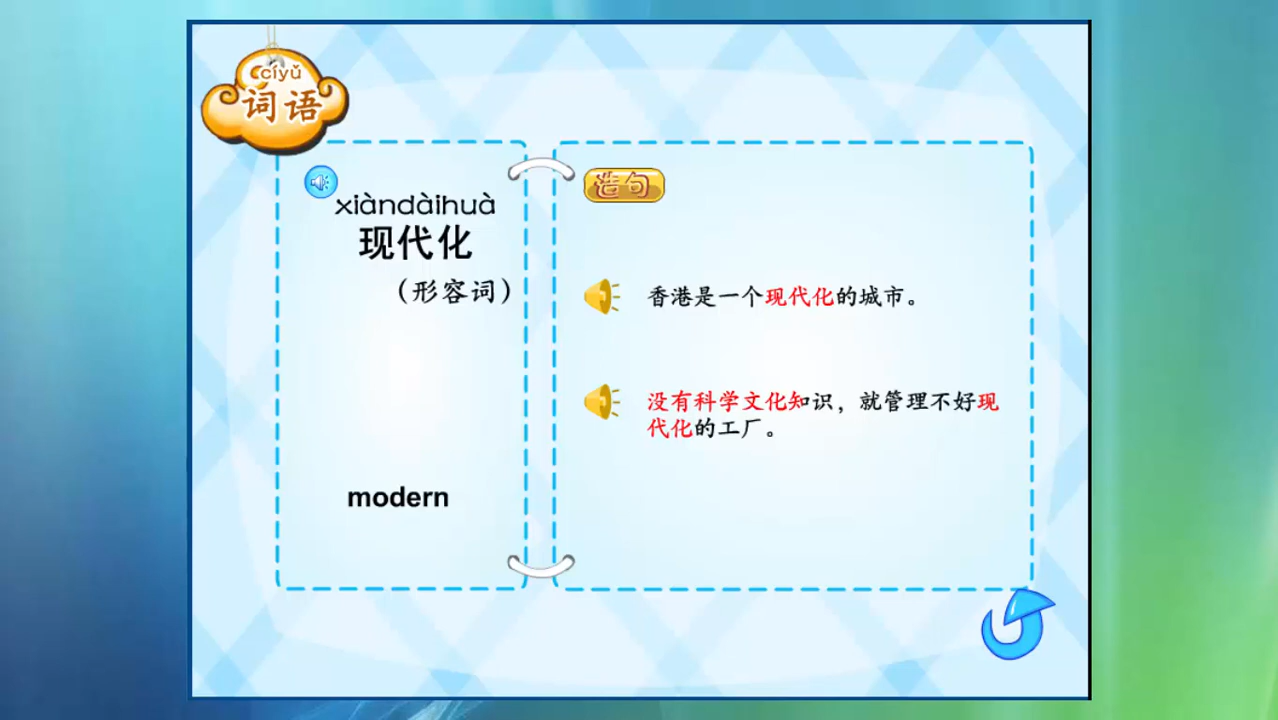 cíyǔ
词语
xiàndàihuà
现代化
（形容词）
modern
造句
香港是一个现代化的城市。
没有科学文化知识，就管理不好现
代化的工厂。